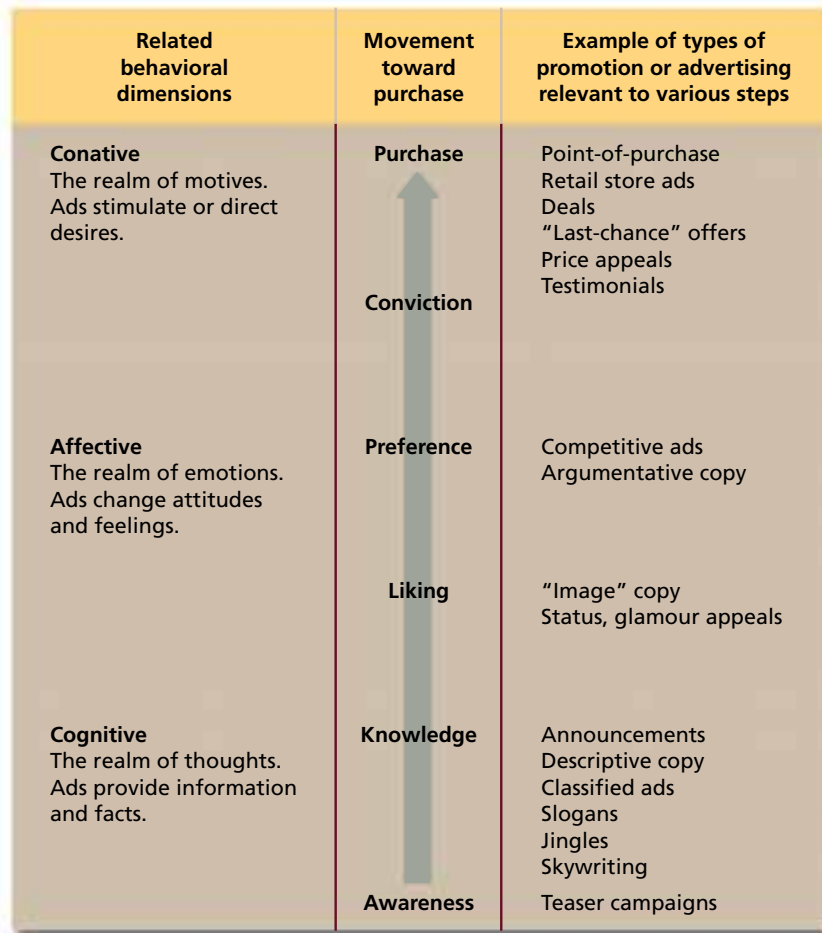 Related
behavioral
dimensions
Movement
toward
purchase
Example of types of
promotion or advertising
relevant to various steps
Conative
The realm of motives.
Ads stimulate or direct
desires.
Purchase
Point-of-purchase
Retail store ads
Deals
“Last-chance” offers
Price appeals
Testimonials
Conviction
Affective
The realm of emotions.
Ads change attitudes
and feelings.
Preference
Competitive ads
Argumentative copy
Liking
“Image” copy
Status, glamour appeals
Cognitive
The realm of thoughts.
Ads provide information
and facts.
Knowledge
Announcements
Descriptive copy
Classified ads
Slogans
Jingles
Skywriting
Awareness
Teaser campaigns